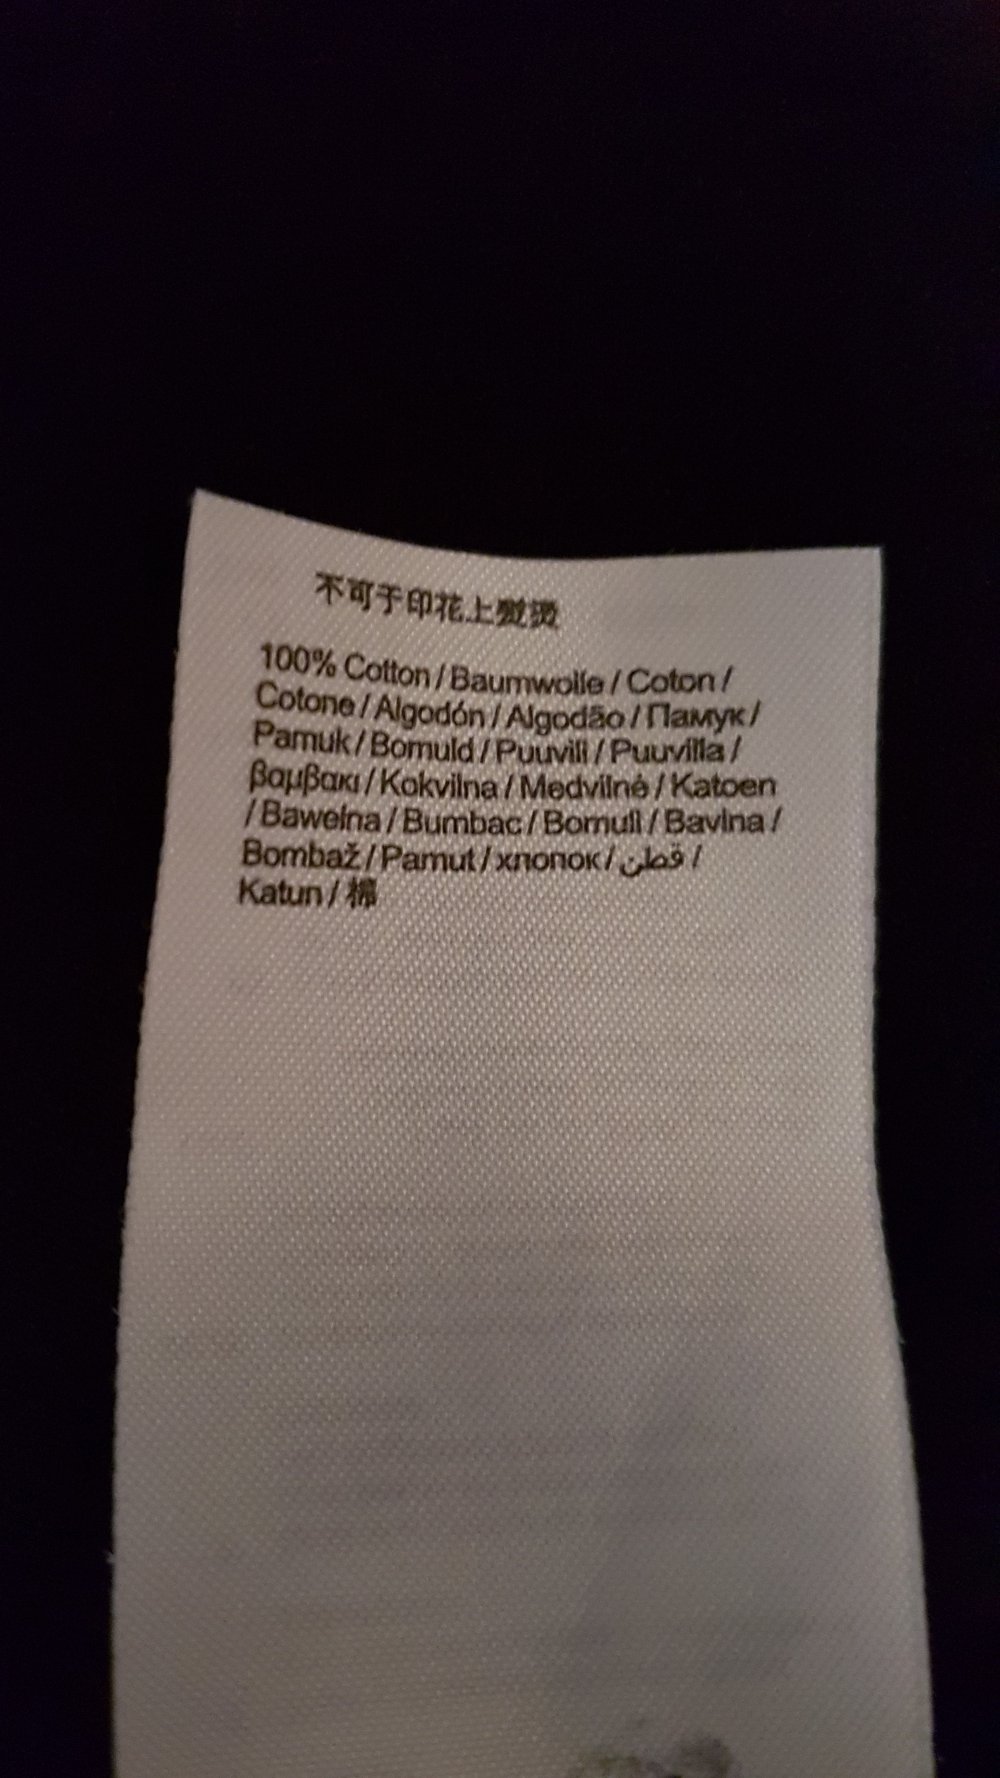 不可于印花上熨烫
100% Cotton / Baumwolle / Coton /
Cotone / Algodón / Algodão / Памук /
Pamuk / Bomuld / Puuvill / Puuvilla /
βαμβακι / Kokvilna / Medvilnė / Katoen
/ Bawelna / Bumbac / Bomull / Bavlna /
Bombaž / Pamut / хлопок / قطن /
Katun / 棉